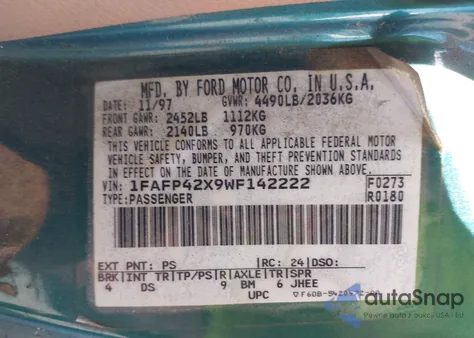 MFD. BY FORD MOTOR CO. IN U.S.A.
DATE: 11/97 GVWR: 4490LB/2036KG
FRONT GAWR: 2452LB 1112KG
REAR GAWR: 2140LB 970KG
THIS VEHICLE CONFORMS TO ALL APPLICABLE FEDERAL MOTOR
VEHICLE SAFETY, BUMPER, AND THEFT PREVENTION STANDARDS
IN EFFECT ON THE DATE OF MANUFACTURE SHOWN ABOVE.
VIN: 1FAFP42X9WF142222 F0273
TYPE: PASSENGER R0180
EXT PNT: PS RC: 24 DSO:
BRK INT TR TP/PS R AXLE TR SPR
4 DS 9 BM 6 JHEE
UPC
autoSnap